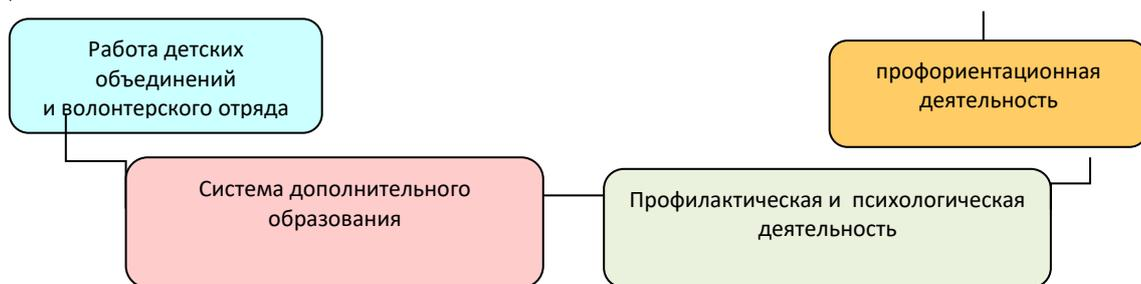 Работа детских
объединений
и волонтерского отряда
профориентационная
деятельность
Система дополнительного
образования
Профилактическая и психологическая
деятельность